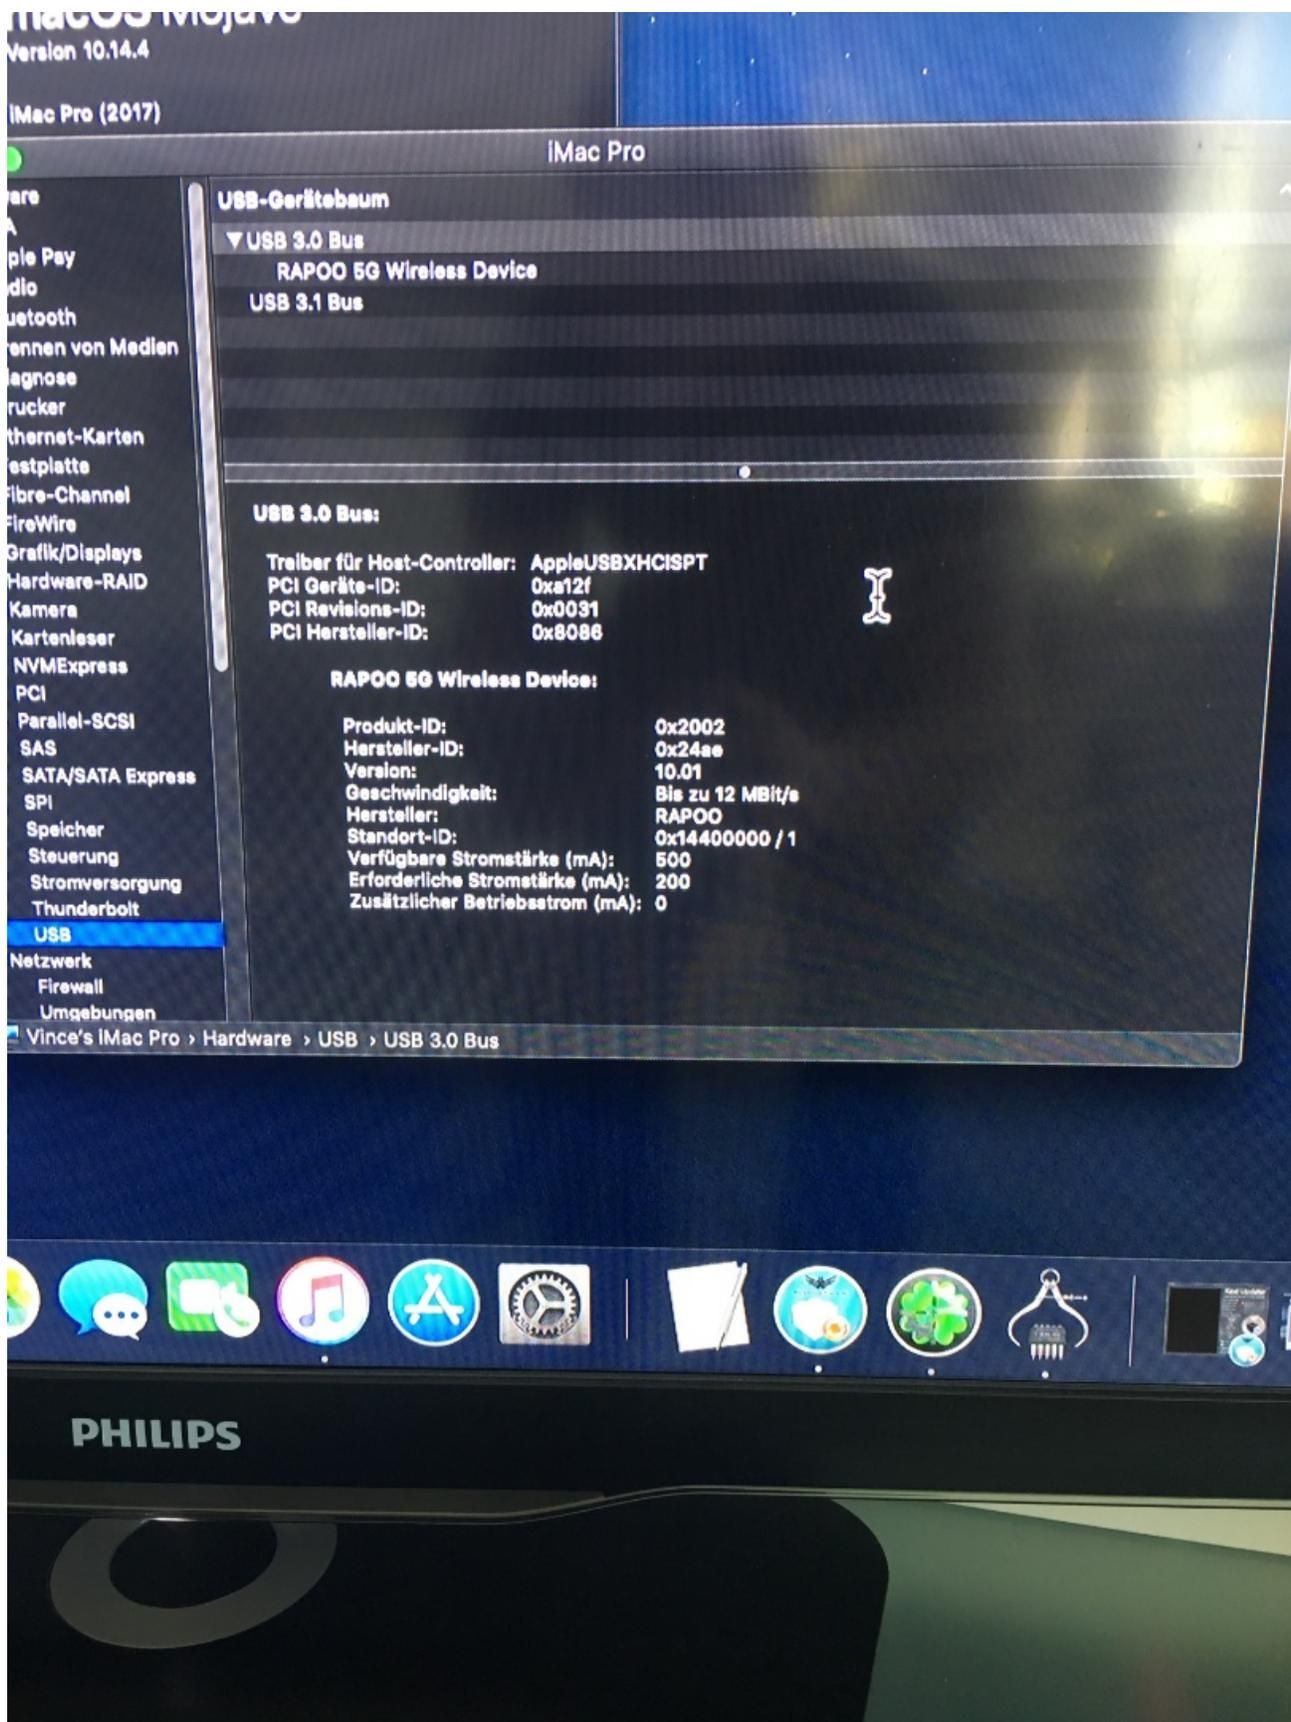 macOS Mojave
Version 10.14.4
iMac Pro (2017)
iMac Pro
USB-Gerätebaum
USB 3.0 Bus
RAPOO 5G Wireless Device
USB 3.1 Bus
are
A
ple Pay
dio
uetooth
rennen von Medien
iagnose
rucker
thernet-Karten
estplatte
Fibre-Channel
FireWire
Grafik/Displays
Hardware-RAID
Kamera
Kartenleser
NVMExpress
PCI
Parallel-SCSI
SAS
SATA/SATA Express
SPI
Speicher
Steuerung
Stromversorgung
Thunderbolt
USB
Netzwerk
Firewall
Umgebungen
USB 3.0 Bus:
Treiber für Host-Controller: AppleUSBXHCISPT
PCI Geräte-ID: 0xa12f
PCI Revisions-ID: 0x0031
PCI Hersteller-ID: 0x8086
RAPOO 5G Wireless Device:
Produkt-ID: 0x2002
Hersteller-ID: 0x24ae
Version: 10.01
Geschwindigkeit: Bis zu 12 MBit/s
Hersteller: RAPOO
Standort-ID: 0x14400000 / 1
Verfügbare Stromstärke (mA): 500
Erforderliche Stromstärke (mA): 200
Zusätzlicher Betriebsstrom (mA): 0
Vince's iMac Pro › Hardware › USB › USB 3.0 Bus
PHILIPS